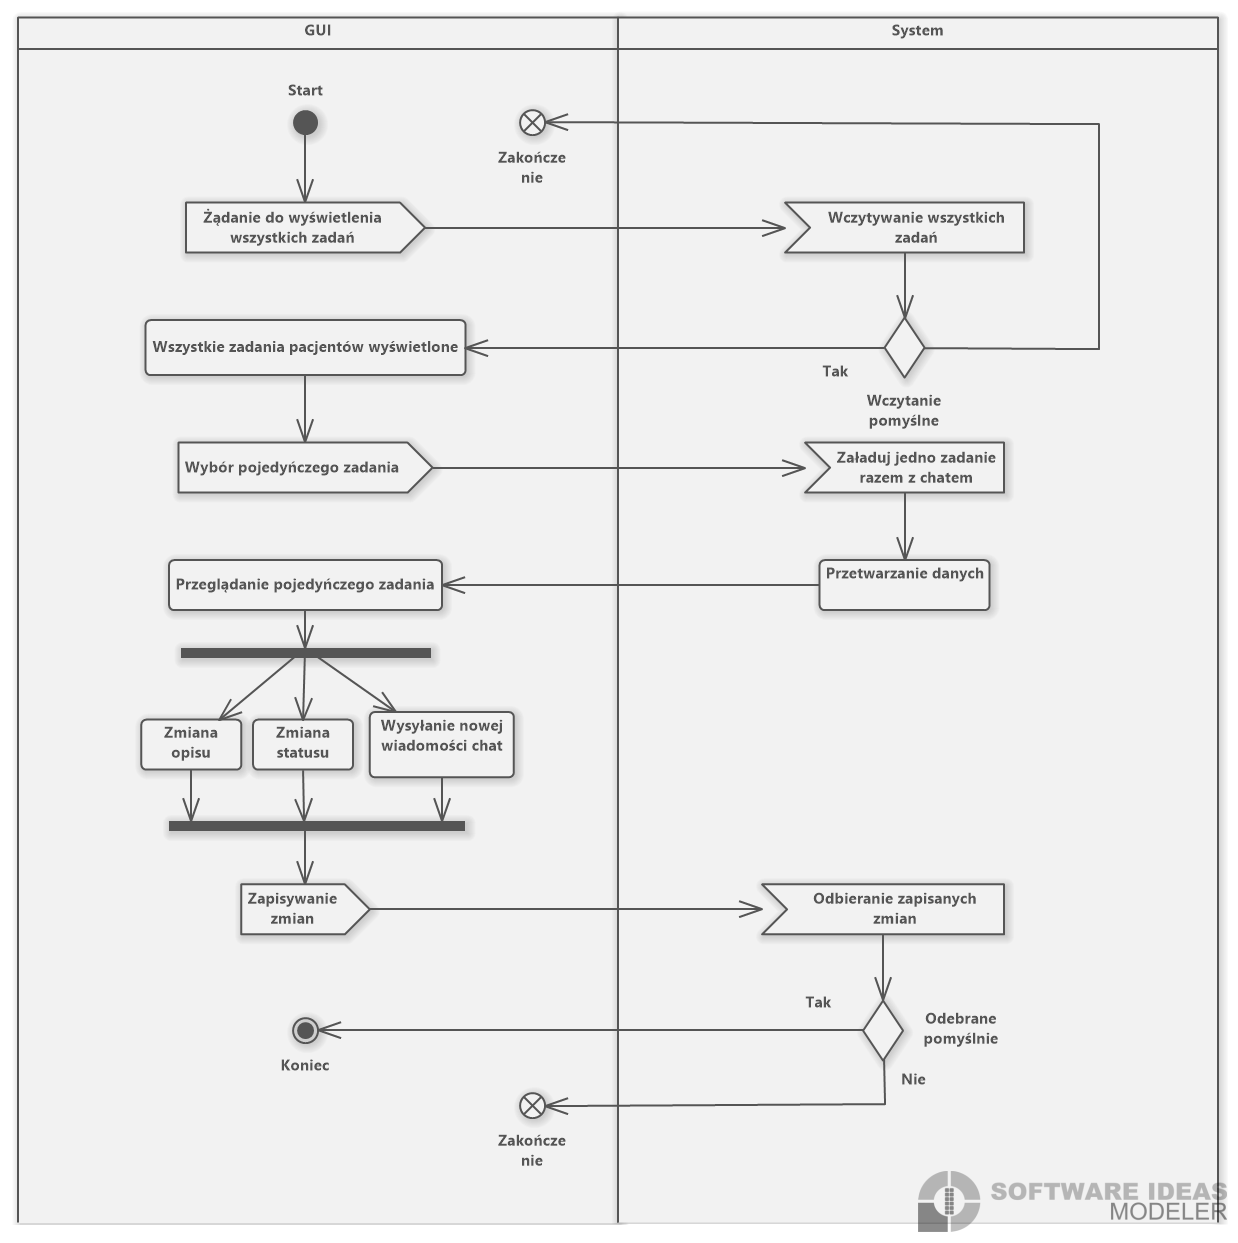 GUI
System
Start
Zakończe
nie
Żądanie do wyświetlenia
wszystkich zadań
Wczytywanie wszystkich
zadań
Wszystkie zadania pacjentów wyświetlone
Tak
Wczytanie
pomyślne
Wybór pojedyńczego zadania
Załaduj jedno zadanie
razem z chatem
Przeglądanie pojedyńczego zadania
Przetwarzanie danych
Zmiana
opisu
Zmiana
statusu
Wysyłanie nowej
wiadomości chat
Zapisywanie
zmian
Odbieranie zapisanych
zmian
Tak
Odebrane
pomyślnie
Koniec
Nie
Zakończe
nie
SOFTWARE IDEAS
MODELER